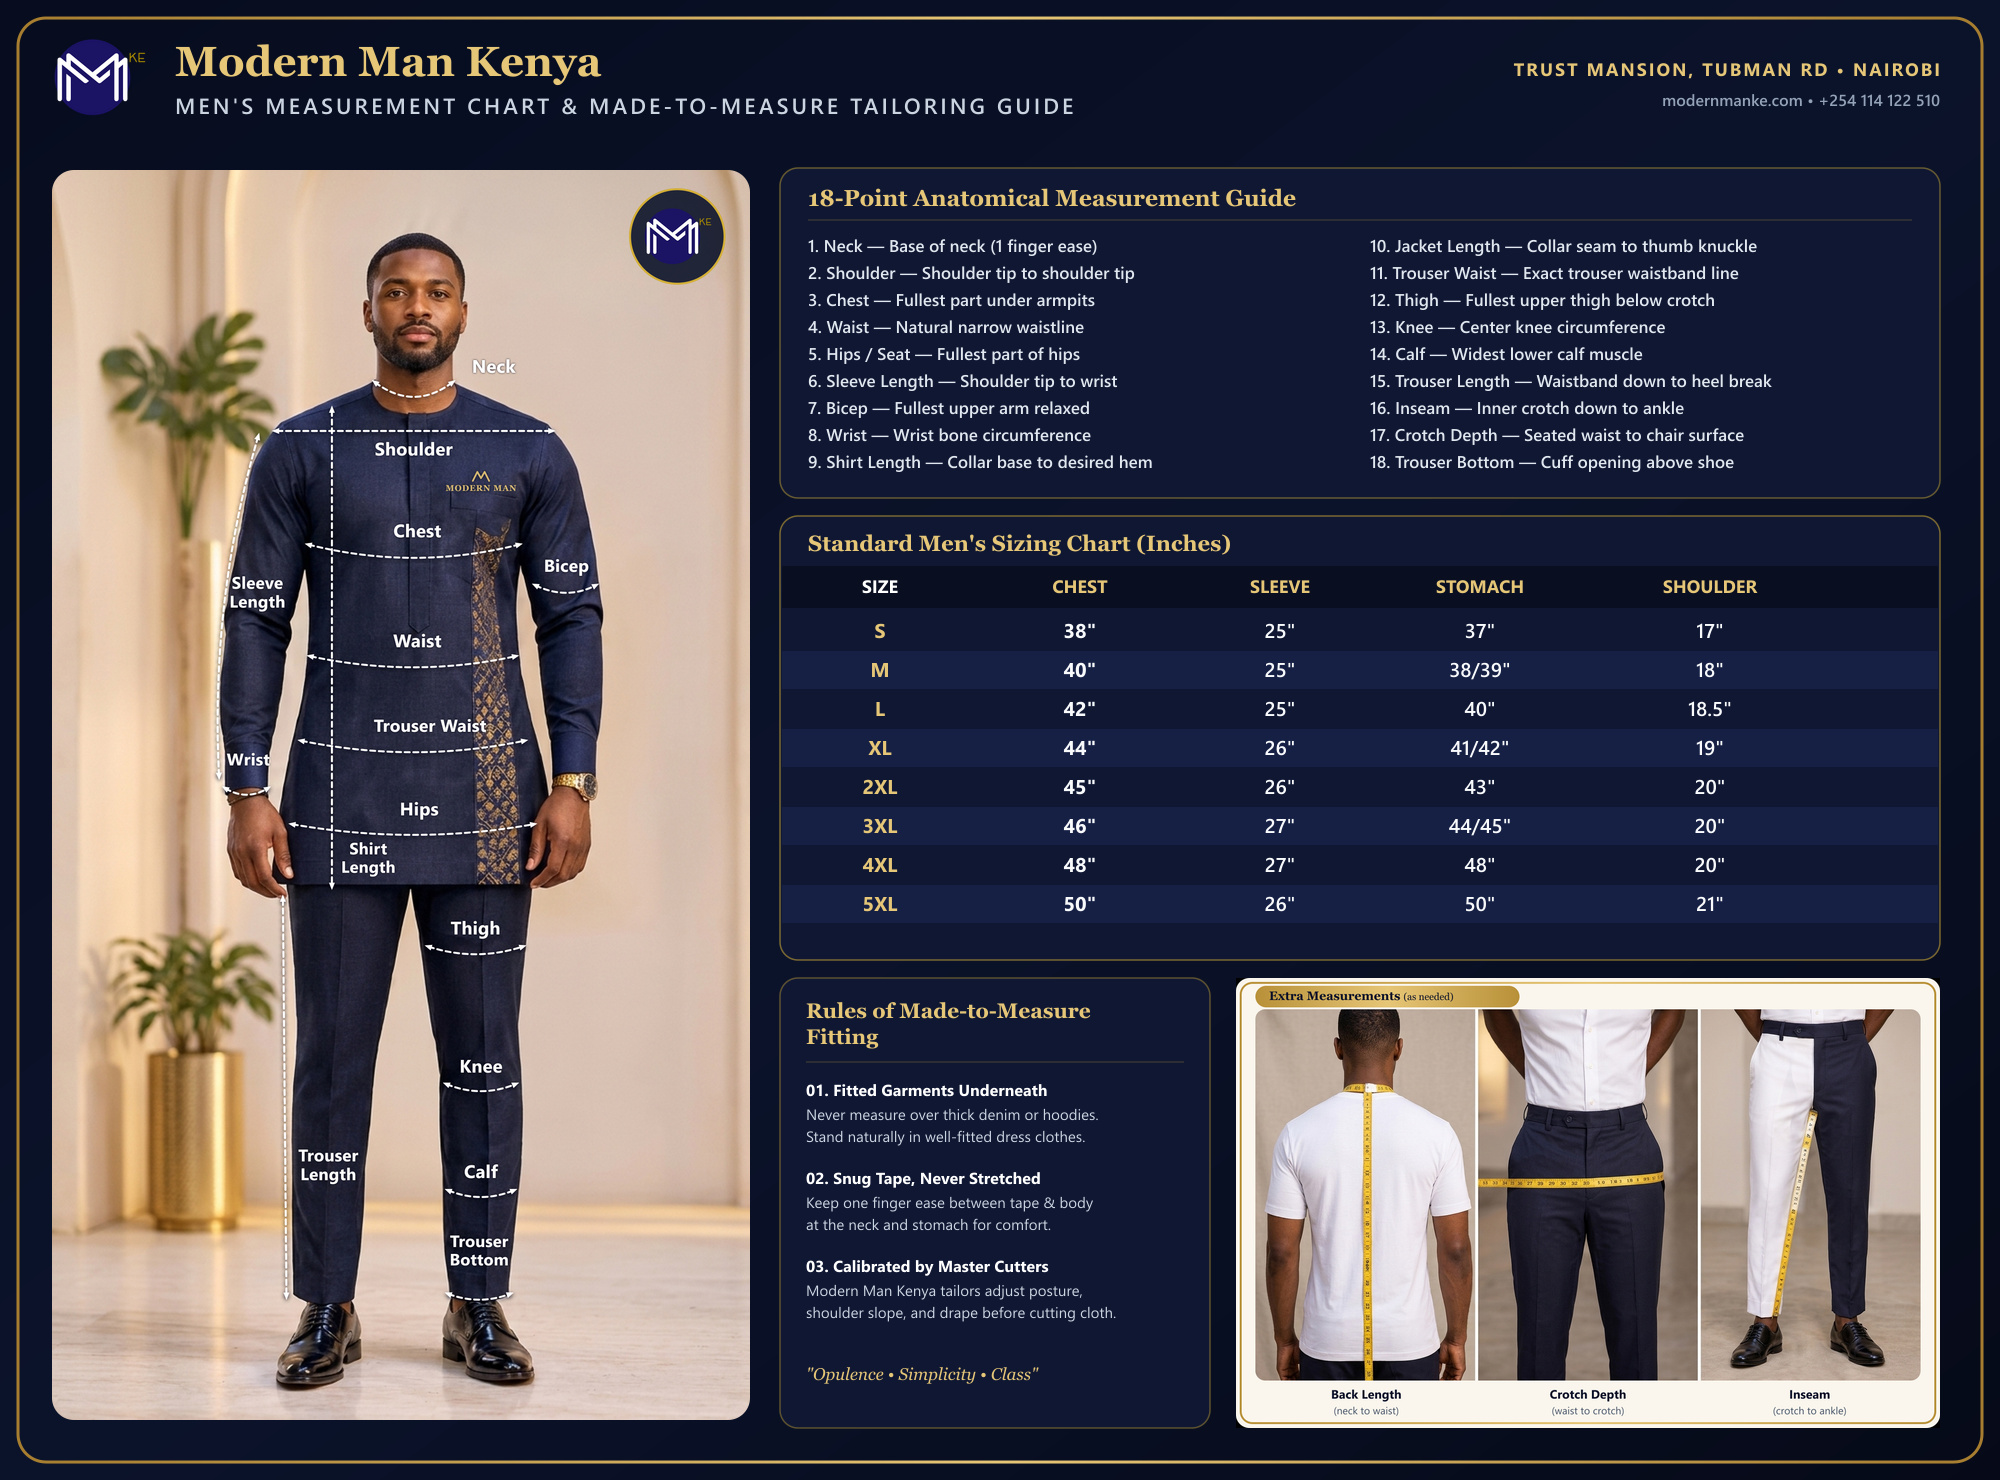 M KE
Modern Man Kenya
MEN'S MEASUREMENT CHART & MADE-TO-MEASURE TAILORING GUIDE
TRUST MANSION, TUBMAN RD • NAIROBI
modernmanke.com • +254 114 122 510
M KE
Neck
Shoulder
MODERN MAN
Chest
Bicep
Sleeve
Length
Waist
Trouser Waist
Wrist
Hips
Shirt
Length
Thigh
Knee
Trouser
Length
Calf
Trouser
Bottom
18-Point Anatomical Measurement Guide
1. Neck — Base of neck (1 finger ease)
2. Shoulder — Shoulder tip to shoulder tip
3. Chest — Fullest part under armpits
4. Waist — Natural narrow waistline
5. Hips / Seat — Fullest part of hips
6. Sleeve Length — Shoulder tip to wrist
7. Bicep — Fullest upper arm relaxed
8. Wrist — Wrist bone circumference
9. Shirt Length — Collar base to desired hem
10. Jacket Length — Collar seam to thumb knuckle
11. Trouser Waist — Exact trouser waistband line
12. Thigh — Fullest upper thigh below crotch
13. Knee — Center knee circumference
14. Calf — Widest lower calf muscle
15. Trouser Length — Waistband down to heel break
16. Inseam — Inner crotch down to ankle
17. Crotch Depth — Seated waist to chair surface
18. Trouser Bottom — Cuff opening above shoe
Standard Men's Sizing Chart (Inches)
SIZE CHEST SLEEVE STOMACH SHOULDER
S 38" 25" 37" 17"
M 40" 25" 38/39" 18"
L 42" 25" 40" 18.5"
XL 44" 26" 41/42" 19"
2XL 45" 26" 43" 20"
3XL 46" 27" 44/45" 20"
4XL 48" 27" 48" 20"
5XL 50" 26" 50" 21"
Rules of Made-to-Measure
Fitting
01. Fitted Garments Underneath
Never measure over thick denim or hoodies.
Stand naturally in well-fitted dress clothes.
02. Snug Tape, Never Stretched
Keep one finger ease between tape & body
at the neck and stomach for comfort.
03. Calibrated by Master Cutters
Modern Man Kenya tailors adjust posture,
shoulder slope, and drape before cutting cloth.
"Opulence • Simplicity • Class"
Extra Measurements (as needed)
Back Length
(neck to waist)
Crotch Depth
(waist to crotch)
Inseam
(crotch to ankle)